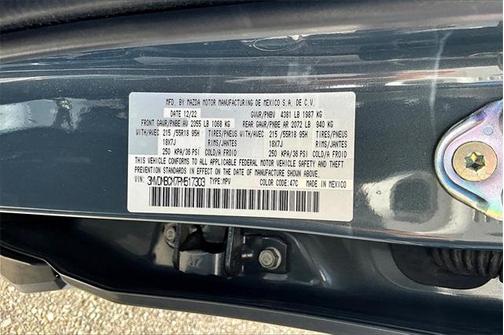 MFD. BY MAZDA MOTOR MANUFACTURING DE MEXICO S.A. DE C.V.
DATE 12/22 GVWR/PNBV 4381 LB 1987 KG
FRONT GAWR/PNBE AV 2055 LB 1068 KG REAR GAWR/PNBE AR 2072 LB 940 KG
WITH/AVEC 215/55R18 95H TIRES/PNEUS WITH/AVEC 215/55R18 95H TIRES/PNEUS
18X7J RIMS/JANTES 18X7J RIMS/JANTES
250 KPA/36 PSI COLD/A FROID 250 KPA/36 PSI COLD/A FROID
THIS VEHICLE CONFORMS TO ALL APPLICABLE FEDERAL MOTOR VEHICLE SAFETY
AND THEFT PREVENTION STANDARDS IN EFFECT ON THE DATE OF MANUFACTURE SHOWN ABOVE.
VIN: TYPE: MPV COLOR CODE: 47C MADE IN MEXICO